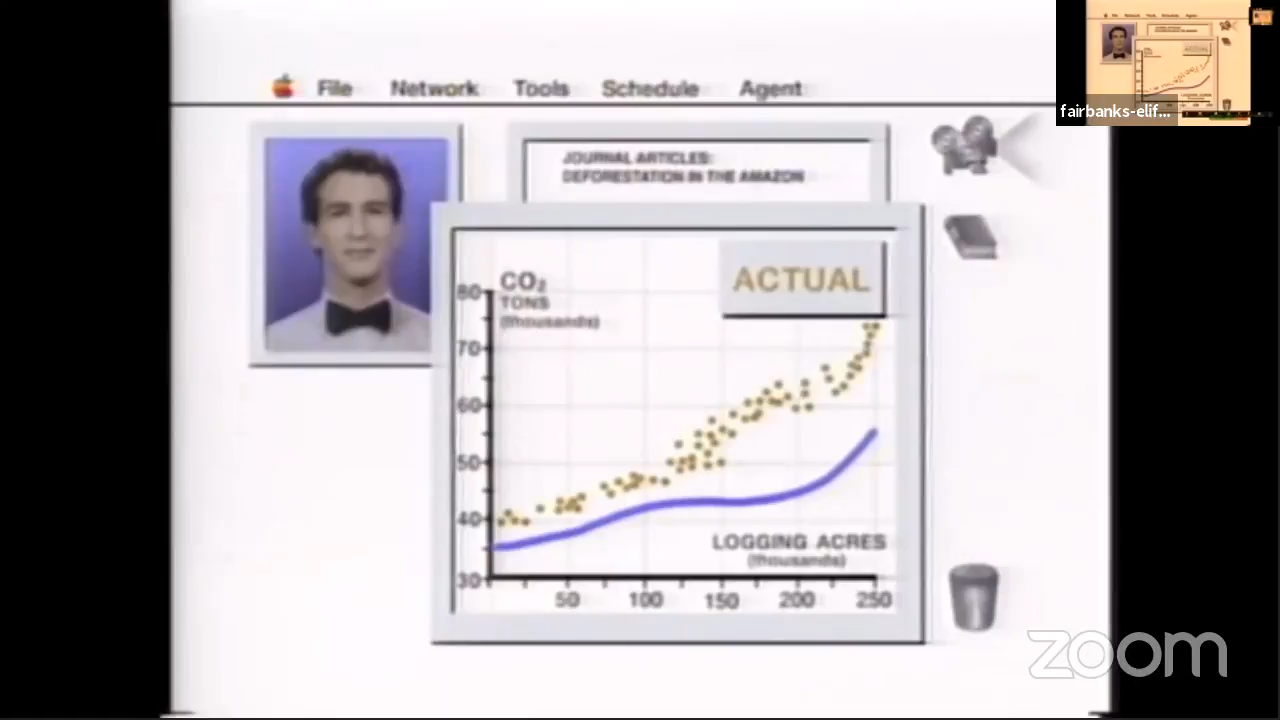 File Network Tools Schedule Agent
JOURNAL ARTICLES:
DEFORESTATION IN THE AMAZON
ACTUAL
CO₂
TONS
(thousands)
80
70
60
50
40
30
LOGGING ACRES
(thousands)
50 100 150 200 250
fairbanks-elif...
zoom